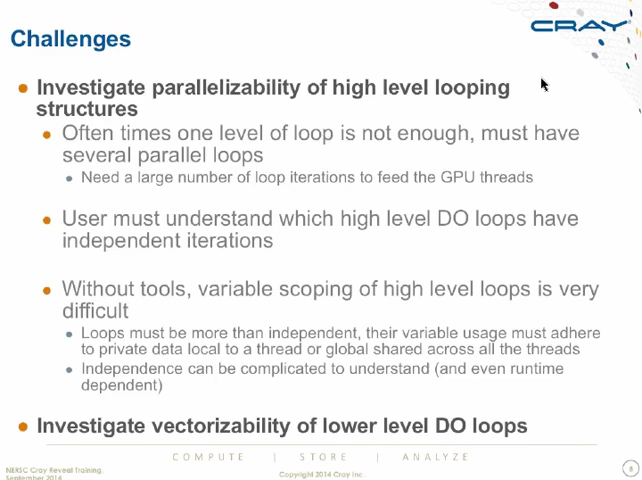 CRAY
Challenges
Investigate parallelizability of high level looping
structures
Often times one level of loop is not enough, must have
several parallel loops
Need a large number of loop iterations to feed the GPU threads
User must understand which high level DO loops have
independent iterations
Without tools, variable scoping of high level loops is very
difficult
Loops must be more than independent, their variable usage must adhere
to private data local to a thread or global shared across all the threads
Independence can be complicated to understand (and even runtime
dependent)
Investigate vectorizability of lower level DO loops
COMPUTE | STORE | ANALYZE
NERSC Cray Reveal Training.
September 2014
Copyright 2014 Cray Inc.
8